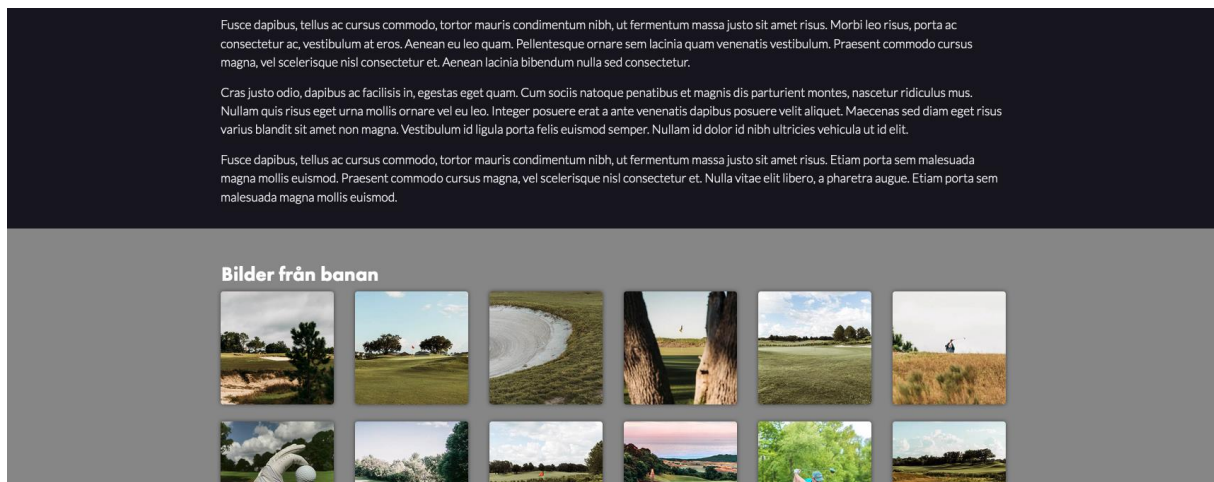 Fusce dapibus, tellus ac cursus commodo, tortor mauris condimentum nibh, ut fermentum massa justo sit amet risus. Morbi leo risus, porta ac
consectetur ac, vestibulum at eros. Aenean eu leo quam. Pellentesque ornare sem lacinia quam venenatis vestibulum. Praesent commodo cursus
magna, vel scelerisque nisl consectetur et. Aenean lacinia bibendum nulla sed consectetur.
Cras justo odio, dapibus ac facilisis in, egestas eget quam. Cum sociis natoque penatibus et magnis dis parturient montes, nascetur ridiculus mus.
Nullam quis risus eget urna mollis ornare vel eu leo. Integer posuere erat a ante venenatis dapibus posuere velit aliquet. Maecenas sed diam eget risus
varius blandit sit amet non magna. Vestibulum id ligula porta felis euismod semper. Nullam id dolor id nibh ultricies vehicula ut id elit.
Fusce dapibus, tellus ac cursus commodo, tortor mauris condimentum nibh, ut fermentum massa justo sit amet risus. Etiam porta sem malesuada
magna mollis euismod. Praesent commodo cursus magna, vel scelerisque nisl consectetur et. Nulla vitae elit libero, a pharetra augue. Etiam porta sem
malesuada magna mollis euismod.
Bilder från banan